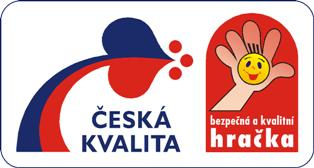 ČESKÁ
KVALITA
bezpečná a kvalitní
hračka